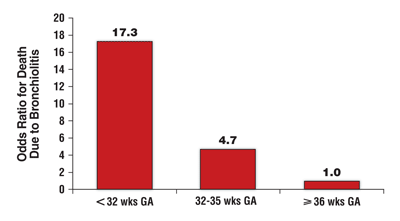 Odds Ratio for Death
Due to Bronchiolitis
20
18
16
14
12
10
8
6
4
2
0
17.3
4.7
1.0
<32 wks GA
32-35 wks GA
⩾36 wks GA